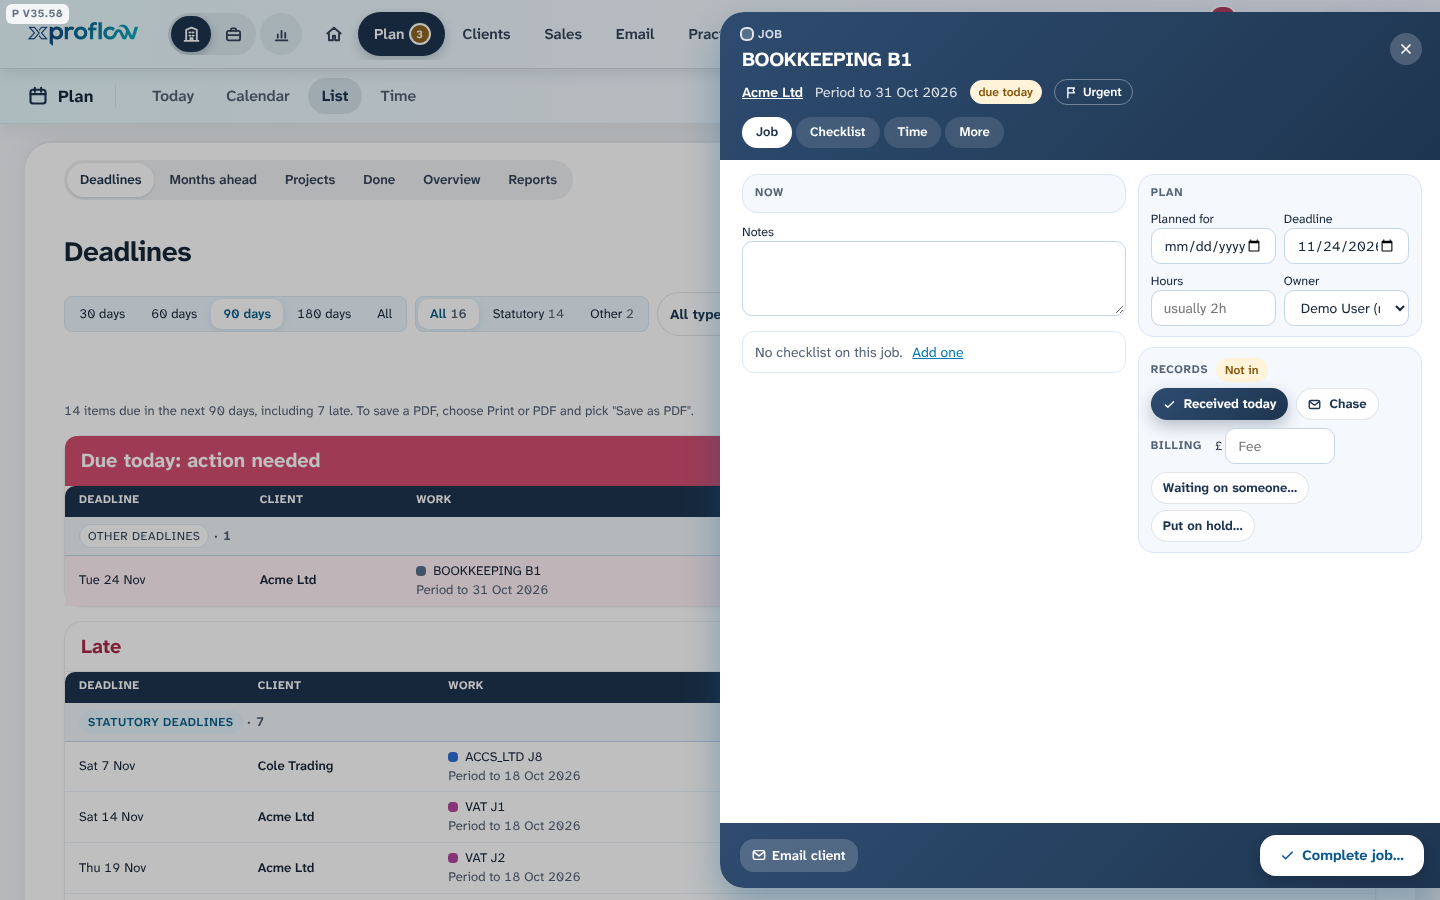 P V35.58
xproflow
Plan 3
Clients
Sales
Email
Prac
Plan
Today
Calendar
List
Time
Deadlines
Months ahead
Projects
Done
Overview
Reports
Deadlines
30 days
60 days
90 days
180 days
All
All 16
Statutory 14
Other 2
All type
14 items due in the next 90 days, including 7 late. To save a PDF, choose Print or PDF and pick "Save as PDF".
Due today: action needed
DEADLINE
CLIENT
WORK
OTHER DEADLINES · 1
Tue 24 Nov
Acme Ltd
BOOKKEEPING B1
Period to 31 Oct 2026
Late
DEADLINE
CLIENT
WORK
STATUTORY DEADLINES · 7
Sat 7 Nov
Cole Trading
ACCS_LTD J8
Period to 18 Oct 2026
Sat 14 Nov
Acme Ltd
VAT J1
Period to 18 Oct 2026
Thu 19 Nov
Acme Ltd
VAT J2
Period to 18 Oct 2026
JOB
BOOKKEEPING B1
Acme Ltd
Period to 31 Oct 2026
due today
Urgent
Job
Checklist
Time
More
NOW
Notes
No checklist on this job. Add one
PLAN
Planned for
Deadline
mm/dd/yyyy
11/24/2026
Hours
Owner
usually 2h
Demo User (
RECORDS
Not in
Received today
Chase
BILLING
£
Fee
Waiting on someone...
Put on hold...
Email client
Complete job...